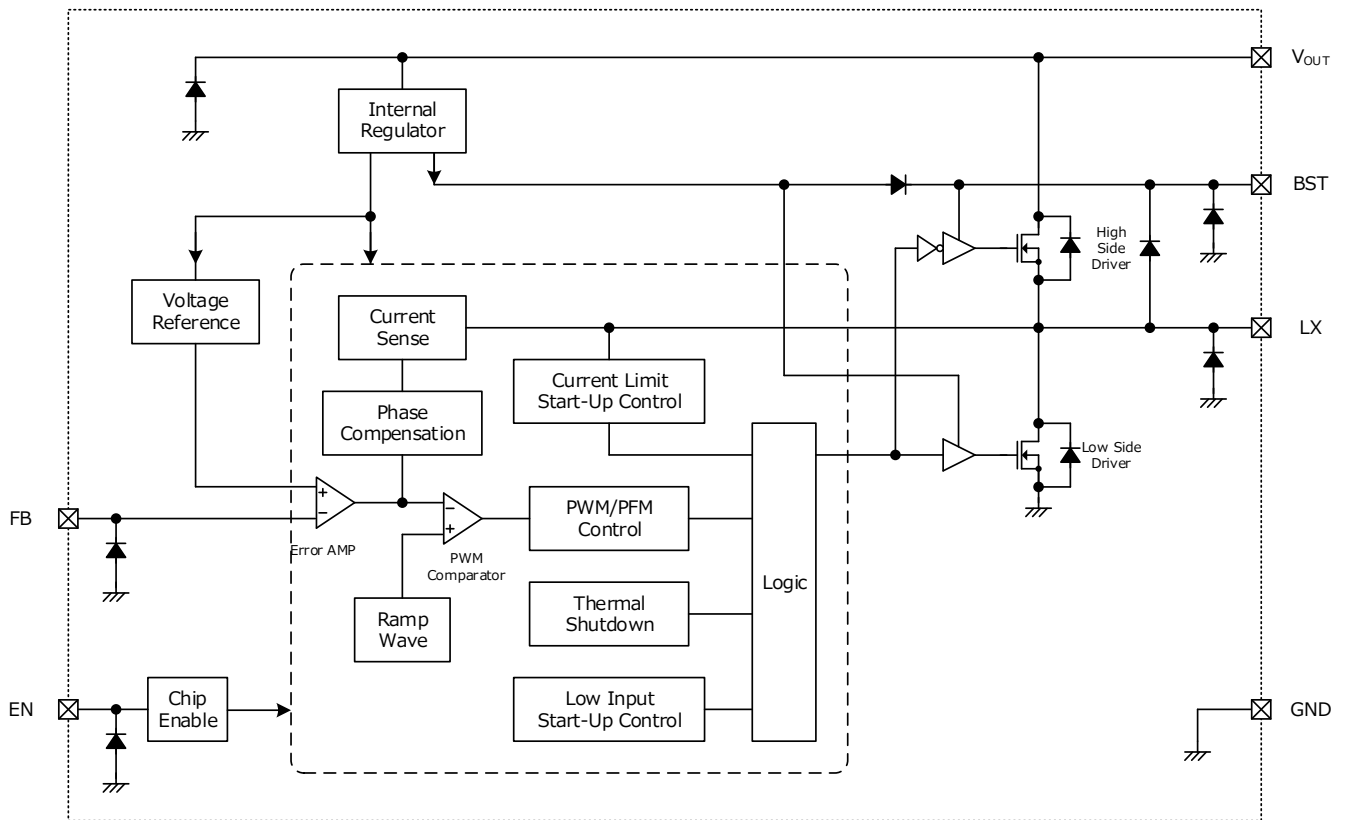 VOUT
Internal
Regulator
BST
High
Side
Driver
Voltage
Reference
Current
Sense
LX
Current Limit
Start-Up Control
Phase
Compensation
Low Side
Driver
FB
+
−
Error AMP
−
+
PWM
Comparator
PWM/PFM
Control
Logic
Ramp
Wave
Thermal
Shutdown
EN
Chip
Enable
Low Input
Start-Up Control
GND